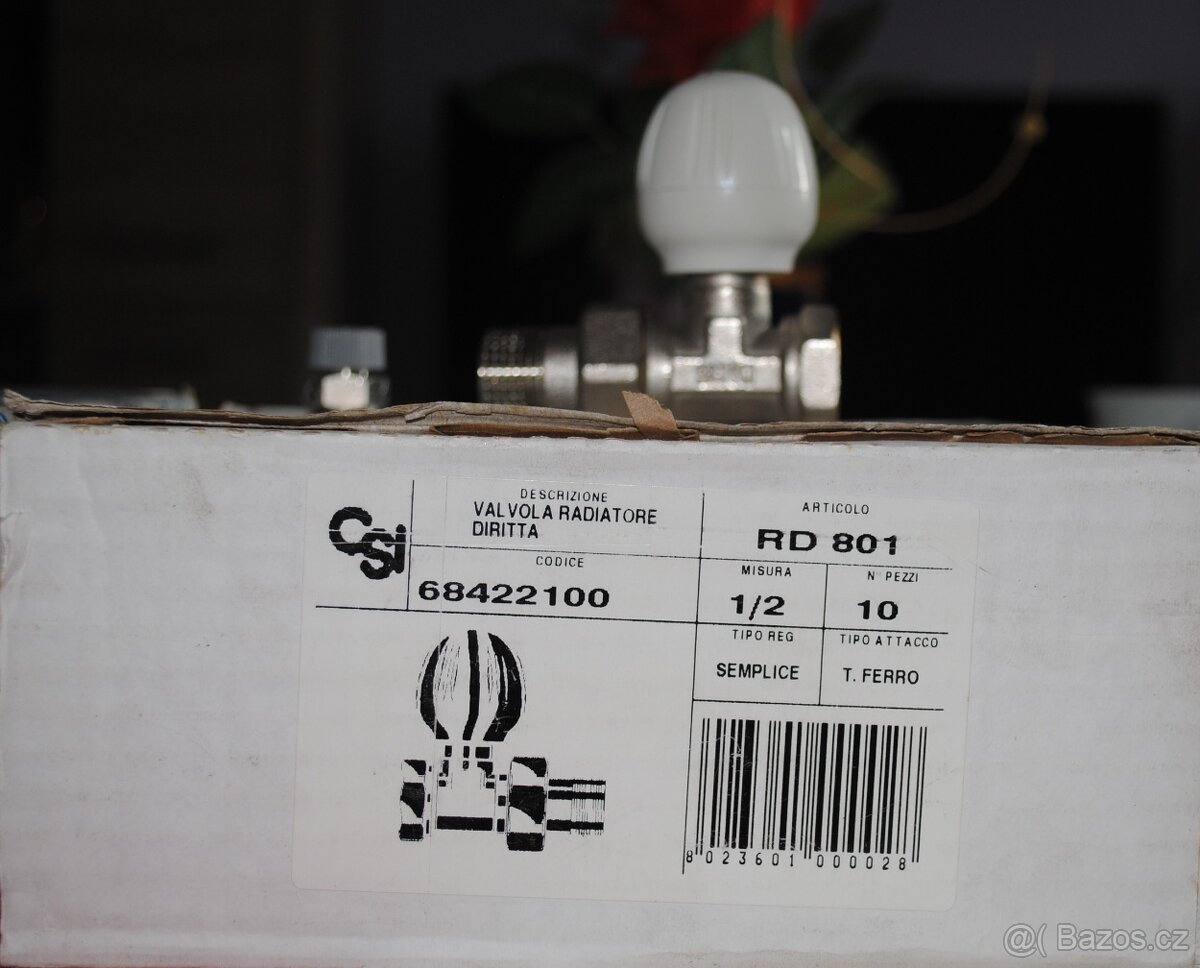 CSI
DESCRIZIONE
VALVOLA RADIATORE
DIRITTA
ARTICOLO
RD 801
CODICE
68422100
MISURA
1/2
N PEZZI
10
TIPO REG
SEMPLICE
TIPO ATTACCO
T. FERRO
8 023601 000028
@( Bazos.cz